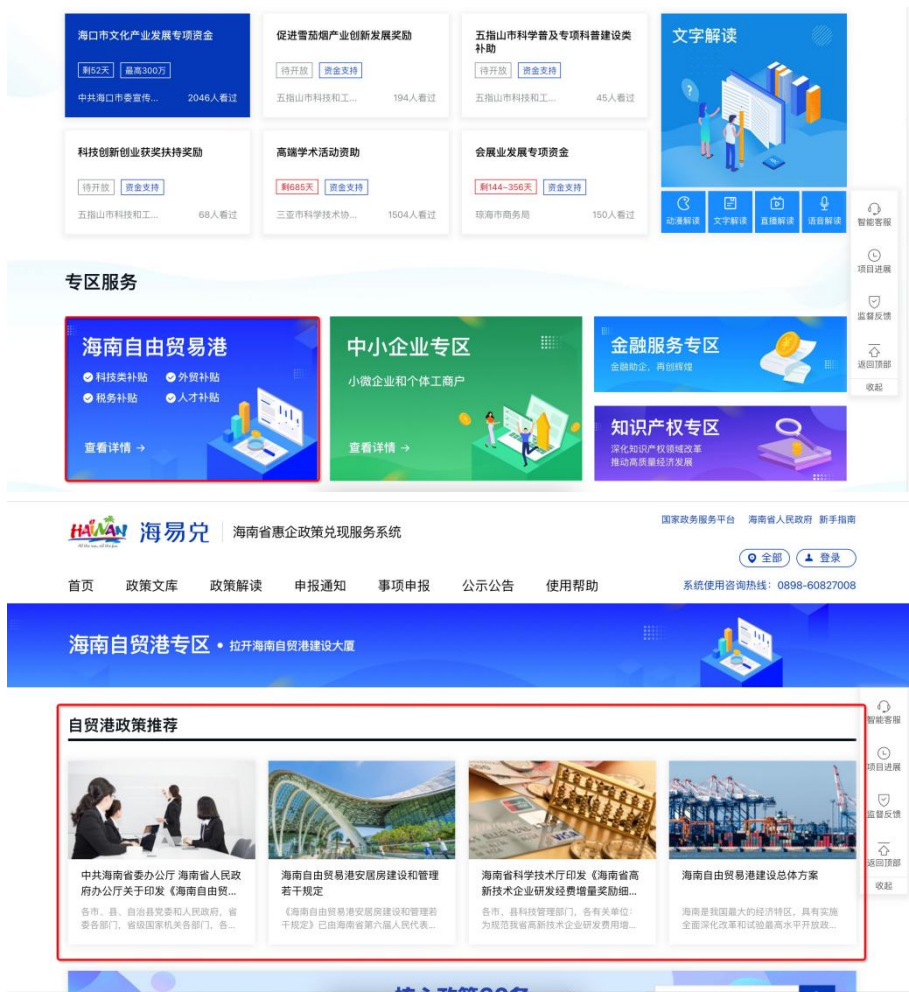 海口市文化产业发展专项资金
剩52天 最高300万
中共海口市委宣传... 2046人看过
促进雪茄烟产业创新发展奖励
待开放 资金支持
五指山市科技和工... 194人看过
五指山市科学普及专项科普建设类
补助
待开放 资金支持
五指山市科技和工... 45人看过
文字解读
科技创新创业获奖扶持奖励
待开放 资金支持
五指山市科技和工... 68人看过
高端学术活动资助
剩685天 资金支持
三亚市科学技术协... 1504人看过
会展业发展专项资金
剩144~356天 资金支持
琼海市商务局 150人看过
动漫解读 文字解读 直播解读 语音解读
智能客服
项目进展
监督反馈
返回顶部
收起
专区服务
海南自由贸易港
科技类补贴 外贸补贴
税务补贴 人才补贴
查看详情 →
中小企业专区
小微企业和个体工商户
查看详情 →
金融服务专区
金融助企，再创辉煌
知识产权专区
深化知识产权领域改革
推动高质量经济发展
HAINAN 海易兑 海南省惠企政策兑现服务系统
国家政务服务平台 海南省人民政府 新手指南
全部 登录
首页 政策文库 政策解读 申报通知 事项申报 公示公告 使用帮助
系统使用咨询热线：0898-60827008
海南自贸港专区 • 拉开海南自贸港建设大厦
自贸港政策推荐
中共海南省委办公厅 海南省人民政
府办公厅关于印发《海南自由贸...
各市、县、自治县党委和人民政府，省
委各部门，省级国家机关各部门，各...
海南自由贸易港安居房建设和管理
若干规定
《海南自由贸易港安居房建设和管理若
干规定》已由海南省第六届人民代表...
海南省科学技术厅印发《海南省高
新技术企业研发经费增量奖励细...
各市、县科技管理部门，各有关单位：
为规范我省高新技术企业研发费用增...
海南自由贸易港建设总体方案
海南是我国最大的经济特区，具有实施
全面深化改革和试验最高水平开放政...
智能客服
项目进展
监督反馈
返回顶部
收起